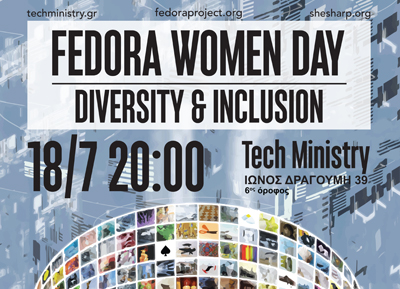 techministry.gr fedoraproject.org shesharp.org
FEDORA WOMEN DAY
DIVERSITY & INCLUSION
18/7 20:00 Tech Ministry
ΙΩΝΟΣ ΔΡΑΓΟΥΜΗ 39
6ος όροφος